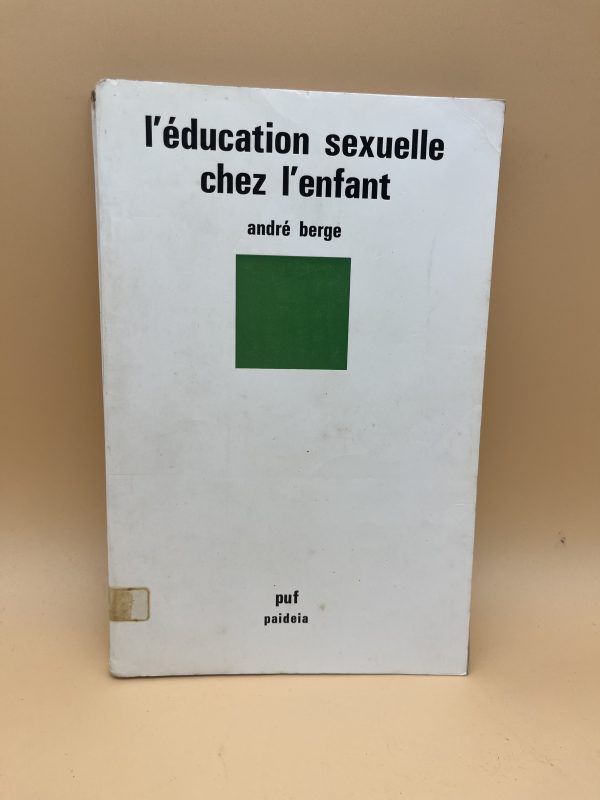 l'éducation sexuelle
chez l'enfant
andré berge
puf
paideia